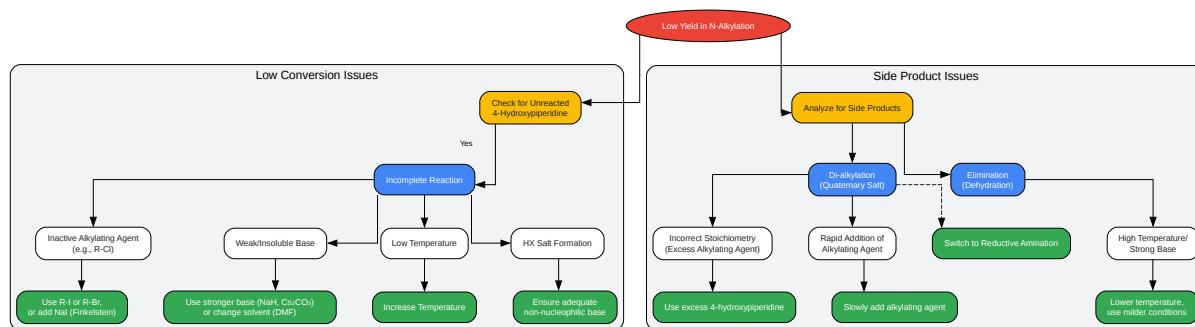 Low Yield in N-Alkylation
Low Conversion Issues
Check for Unreacted
4-Hydroxypiperidine
Yes
Incomplete Reaction
Inactive Alkylating Agent
(e.g., R-Cl)
Weak/Insoluble Base
Low Temperature
HX Salt Formation
Use R-I or R-Br,
or add NaI (Finkelstein)
Use stronger base (NaH, Cs₂CO₃)
or change solvent (DMF)
Increase Temperature
Ensure adequate
non-nucleophilic base
Side Product Issues
Analyze for Side Products
Di-alkylation
(Quaternary Salt)
Elimination
(Dehydration)
Incorrect Stoichiometry
(Excess Alkylating Agent)
Rapid Addition of
Alkylating Agent
Switch to Reductive Amination
High Temperature/
Strong Base
Use excess 4-hydroxypiperidine
Slowly add alkylating agent
Lower temperature,
use milder conditions